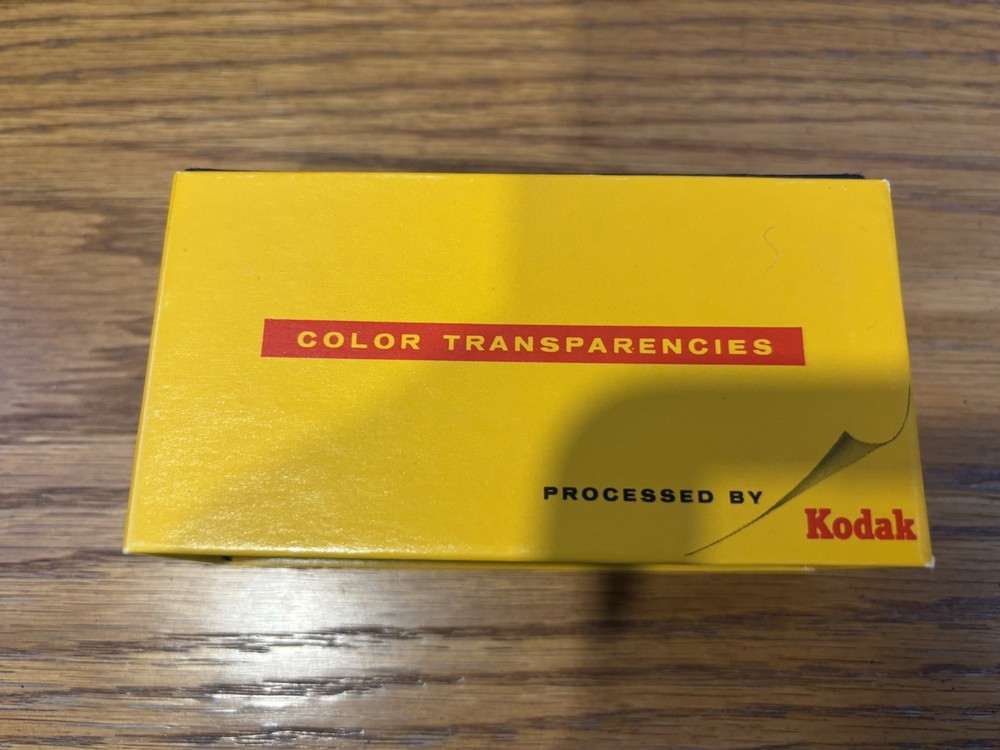 COLOR TRANSPARENCIES
PROCESSED BY
Kodak